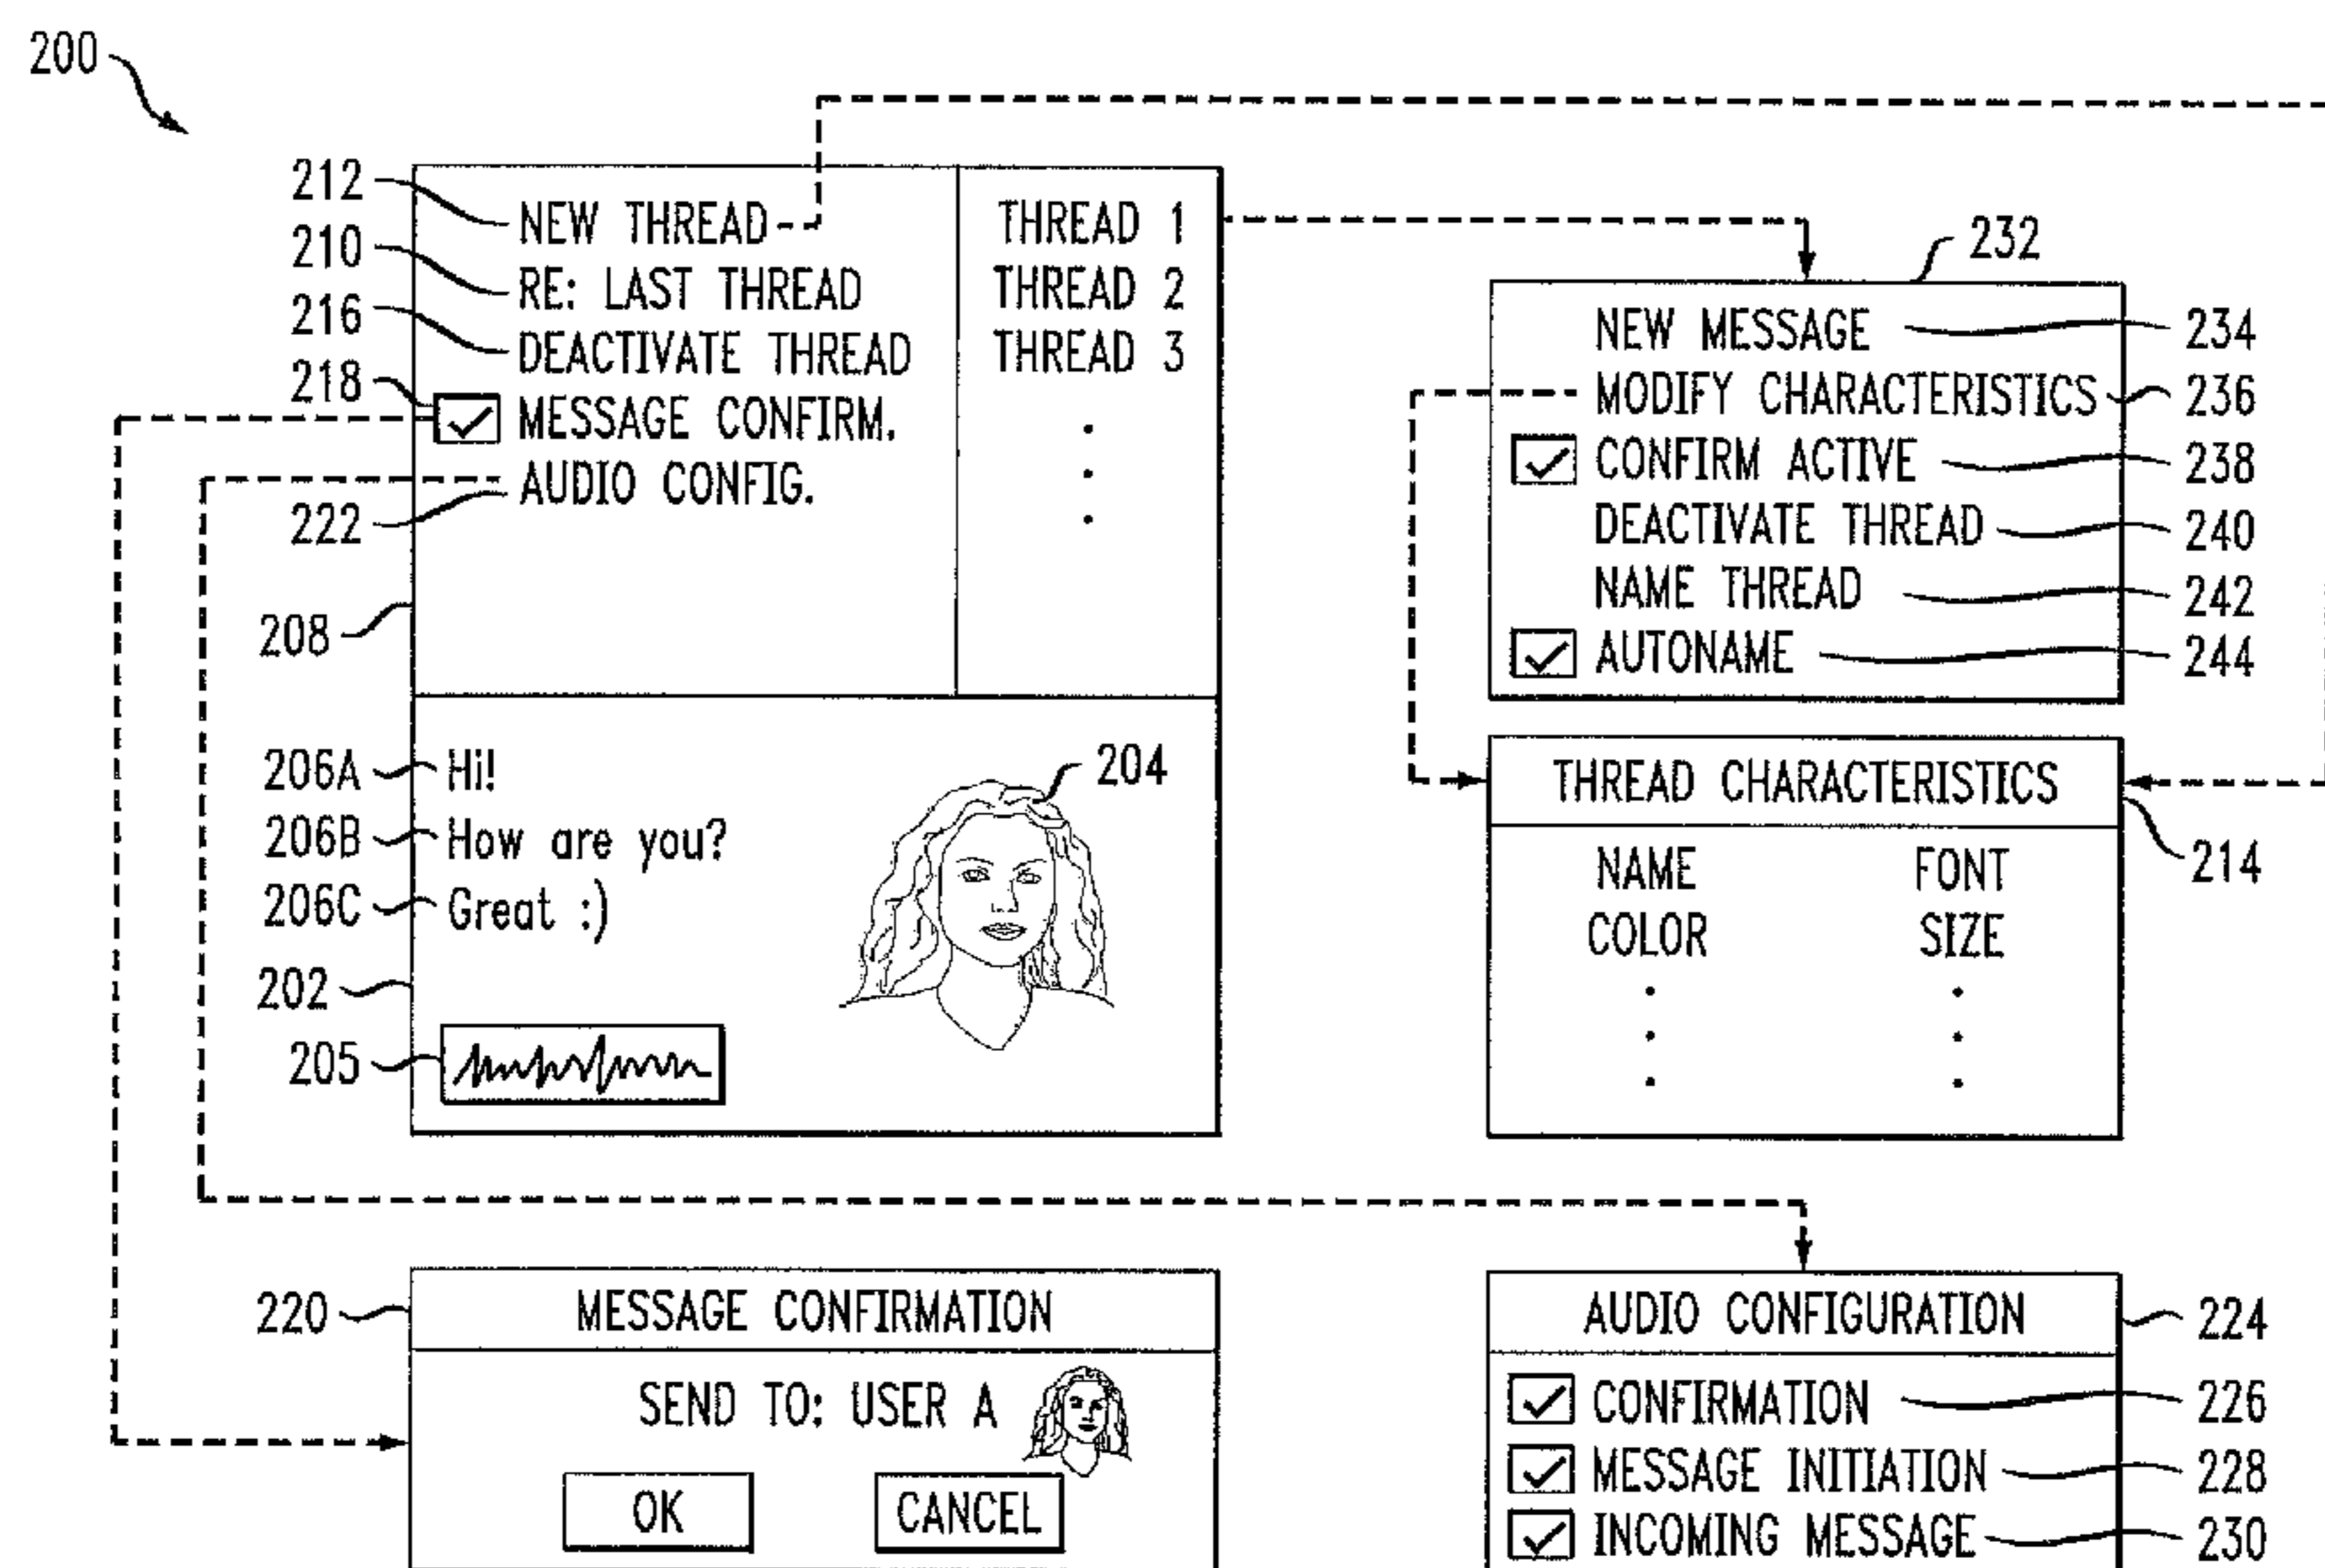 200
212 NEW THREAD THREAD 1
210 RE: LAST THREAD THREAD 2
216 DEACTIVATE THREAD THREAD 3
218 MESSAGE CONFIRM.
222 AUDIO CONFIG.
208
232
NEW MESSAGE 234
MODIFY CHARACTERISTICS 236
CONFIRM ACTIVE 238
DEACTIVATE THREAD 240
NAME THREAD 242
AUTONAME 244
206A Hi! 204
206B How are you?
206C Great :)
202
205
THREAD CHARACTERISTICS
214
NAME FONT
COLOR SIZE
220 MESSAGE CONFIRMATION
SEND TO: USER A
OK CANCEL
AUDIO CONFIGURATION 224
CONFIRMATION 226
MESSAGE INITIATION 228
INCOMING MESSAGE 230